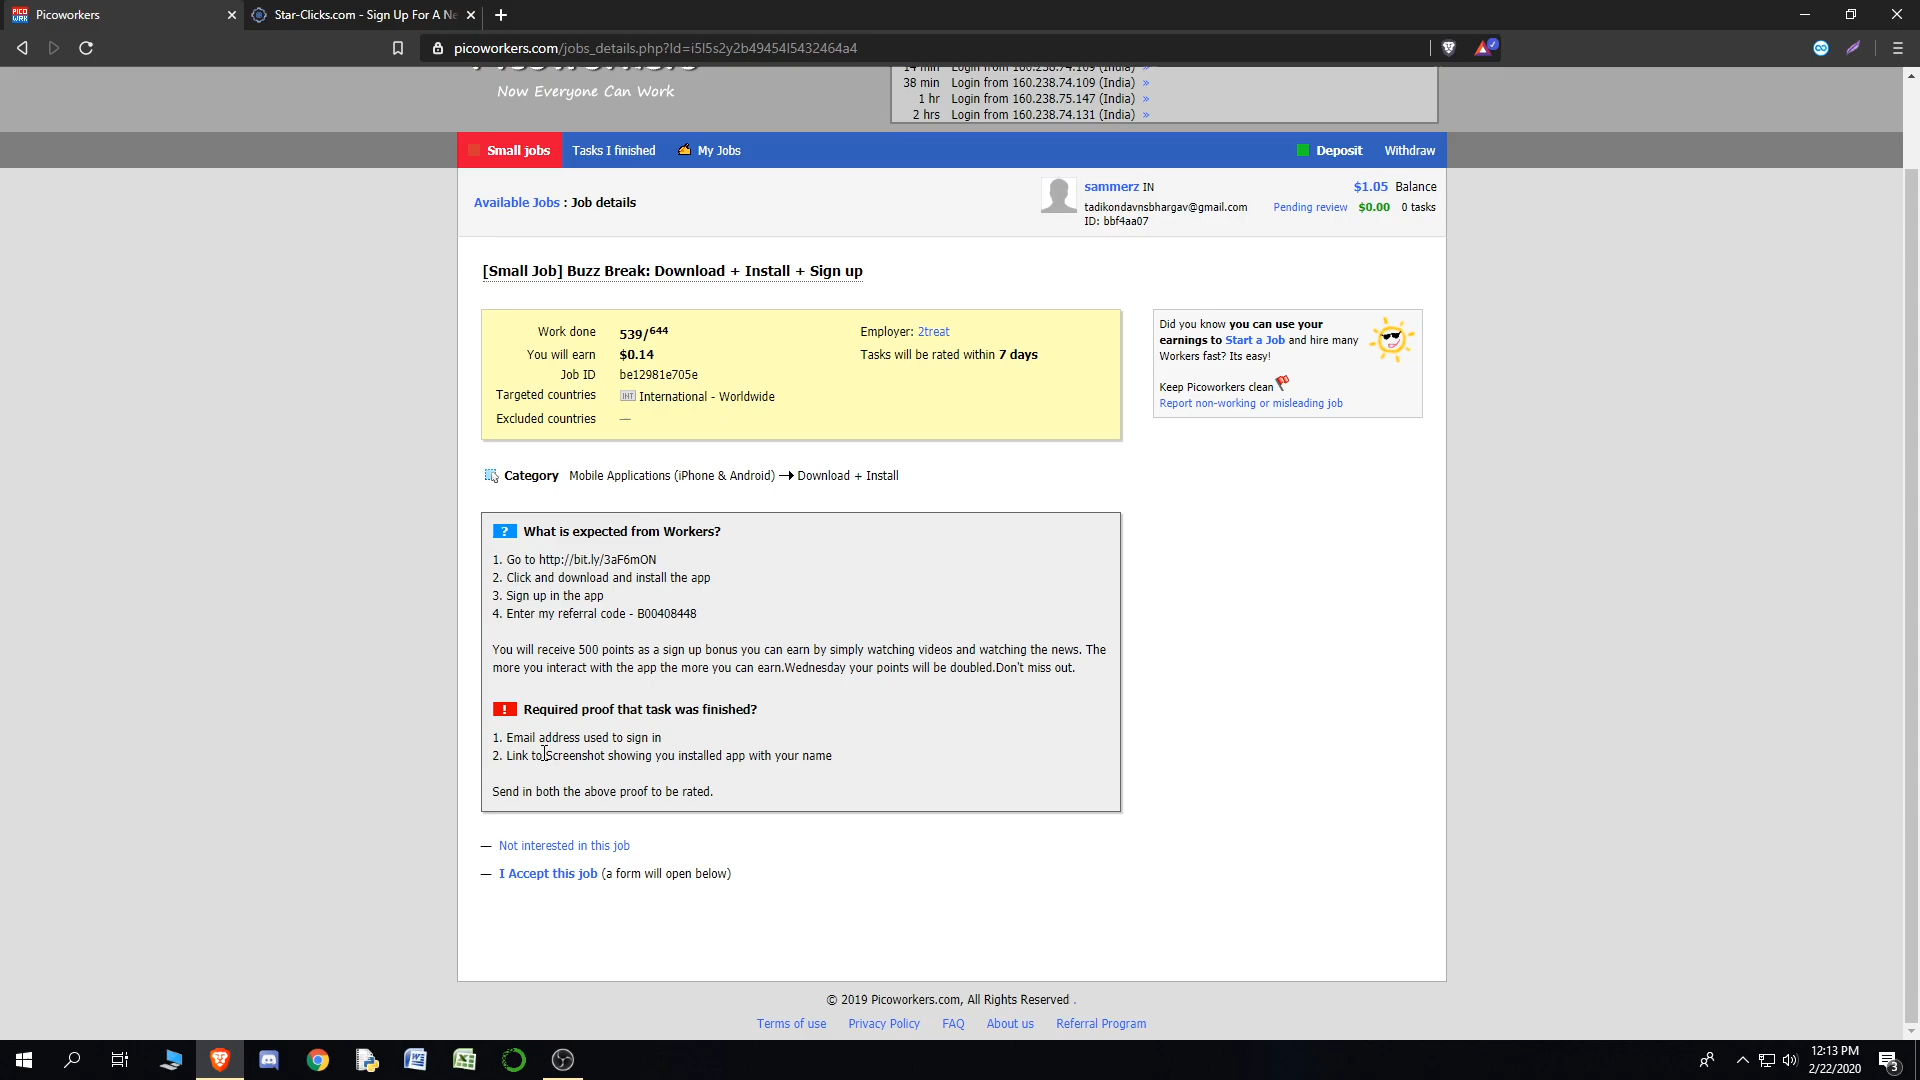 Picoworkers
Star-Clicks.com - Sign Up For A Ne
picoworkers.com/jobs_details.php?Id=i5l5s2y2b49454l5432464a4
Now Everyone Can Work
14 min Login from 160.238.74.109 (India) »
38 min Login from 160.238.74.109 (India) »
1 hr Login from 160.238.75.147 (India) »
2 hrs Login from 160.238.74.131 (India) »
Small jobs Tasks I finished My Jobs Deposit Withdraw
Available Jobs : Job details
sammerz IN
tadikondavnsbhargav@gmail.com
ID: bbf4aa07
$1.05 Balance
Pending review $0.00 0 tasks
[Small Job] Buzz Break: Download + Install + Sign up
Work done 539/644
You will earn $0.14
Job ID be12981e705e
Targeted countries INT International - Worldwide
Excluded countries —
Employer: 2treat
Tasks will be rated within 7 days
Did you know you can use your
earnings to Start a Job and hire many
Workers fast? Its easy!
Keep Picoworkers clean
Report non-working or misleading job
Category Mobile Applications (iPhone & Android) → Download + Install
? What is expected from Workers?
1. Go to http://bit.ly/3aF6mON
2. Click and download and install the app
3. Sign up in the app
4. Enter my referral code - B00408448
You will receive 500 points as a sign up bonus you can earn by simply watching videos and watching the news. The
more you interact with the app the more you can earn.Wednesday your points will be doubled.Don't miss out.
! Required proof that task was finished?
1. Email address used to sign in
2. Link to Screenshot showing you installed app with your name
Send in both the above proof to be rated.
— Not interested in this job
— I Accept this job (a form will open below)
© 2019 Picoworkers.com, All Rights Reserved .
Terms of use Privacy Policy FAQ About us Referral Program
12:13 PM
2/22/2020
3